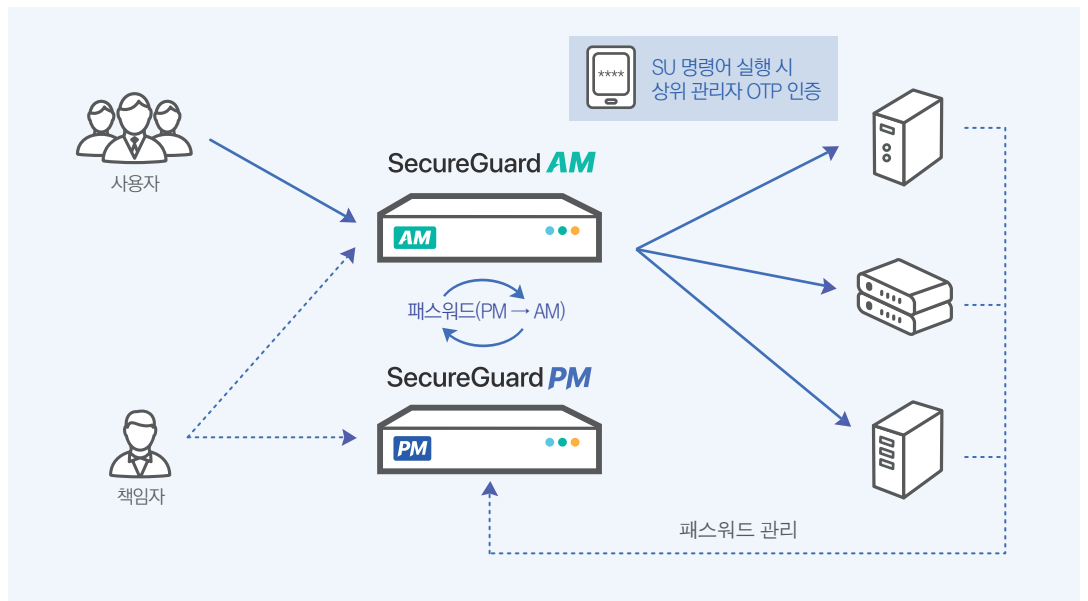 ****
SU 명령어 실행 시
상위 관리자 OTP 인증
사용자
SecureGuard AM
AM
패스워드(PM → AM)
SecureGuard PM
PM
책임자
패스워드 관리